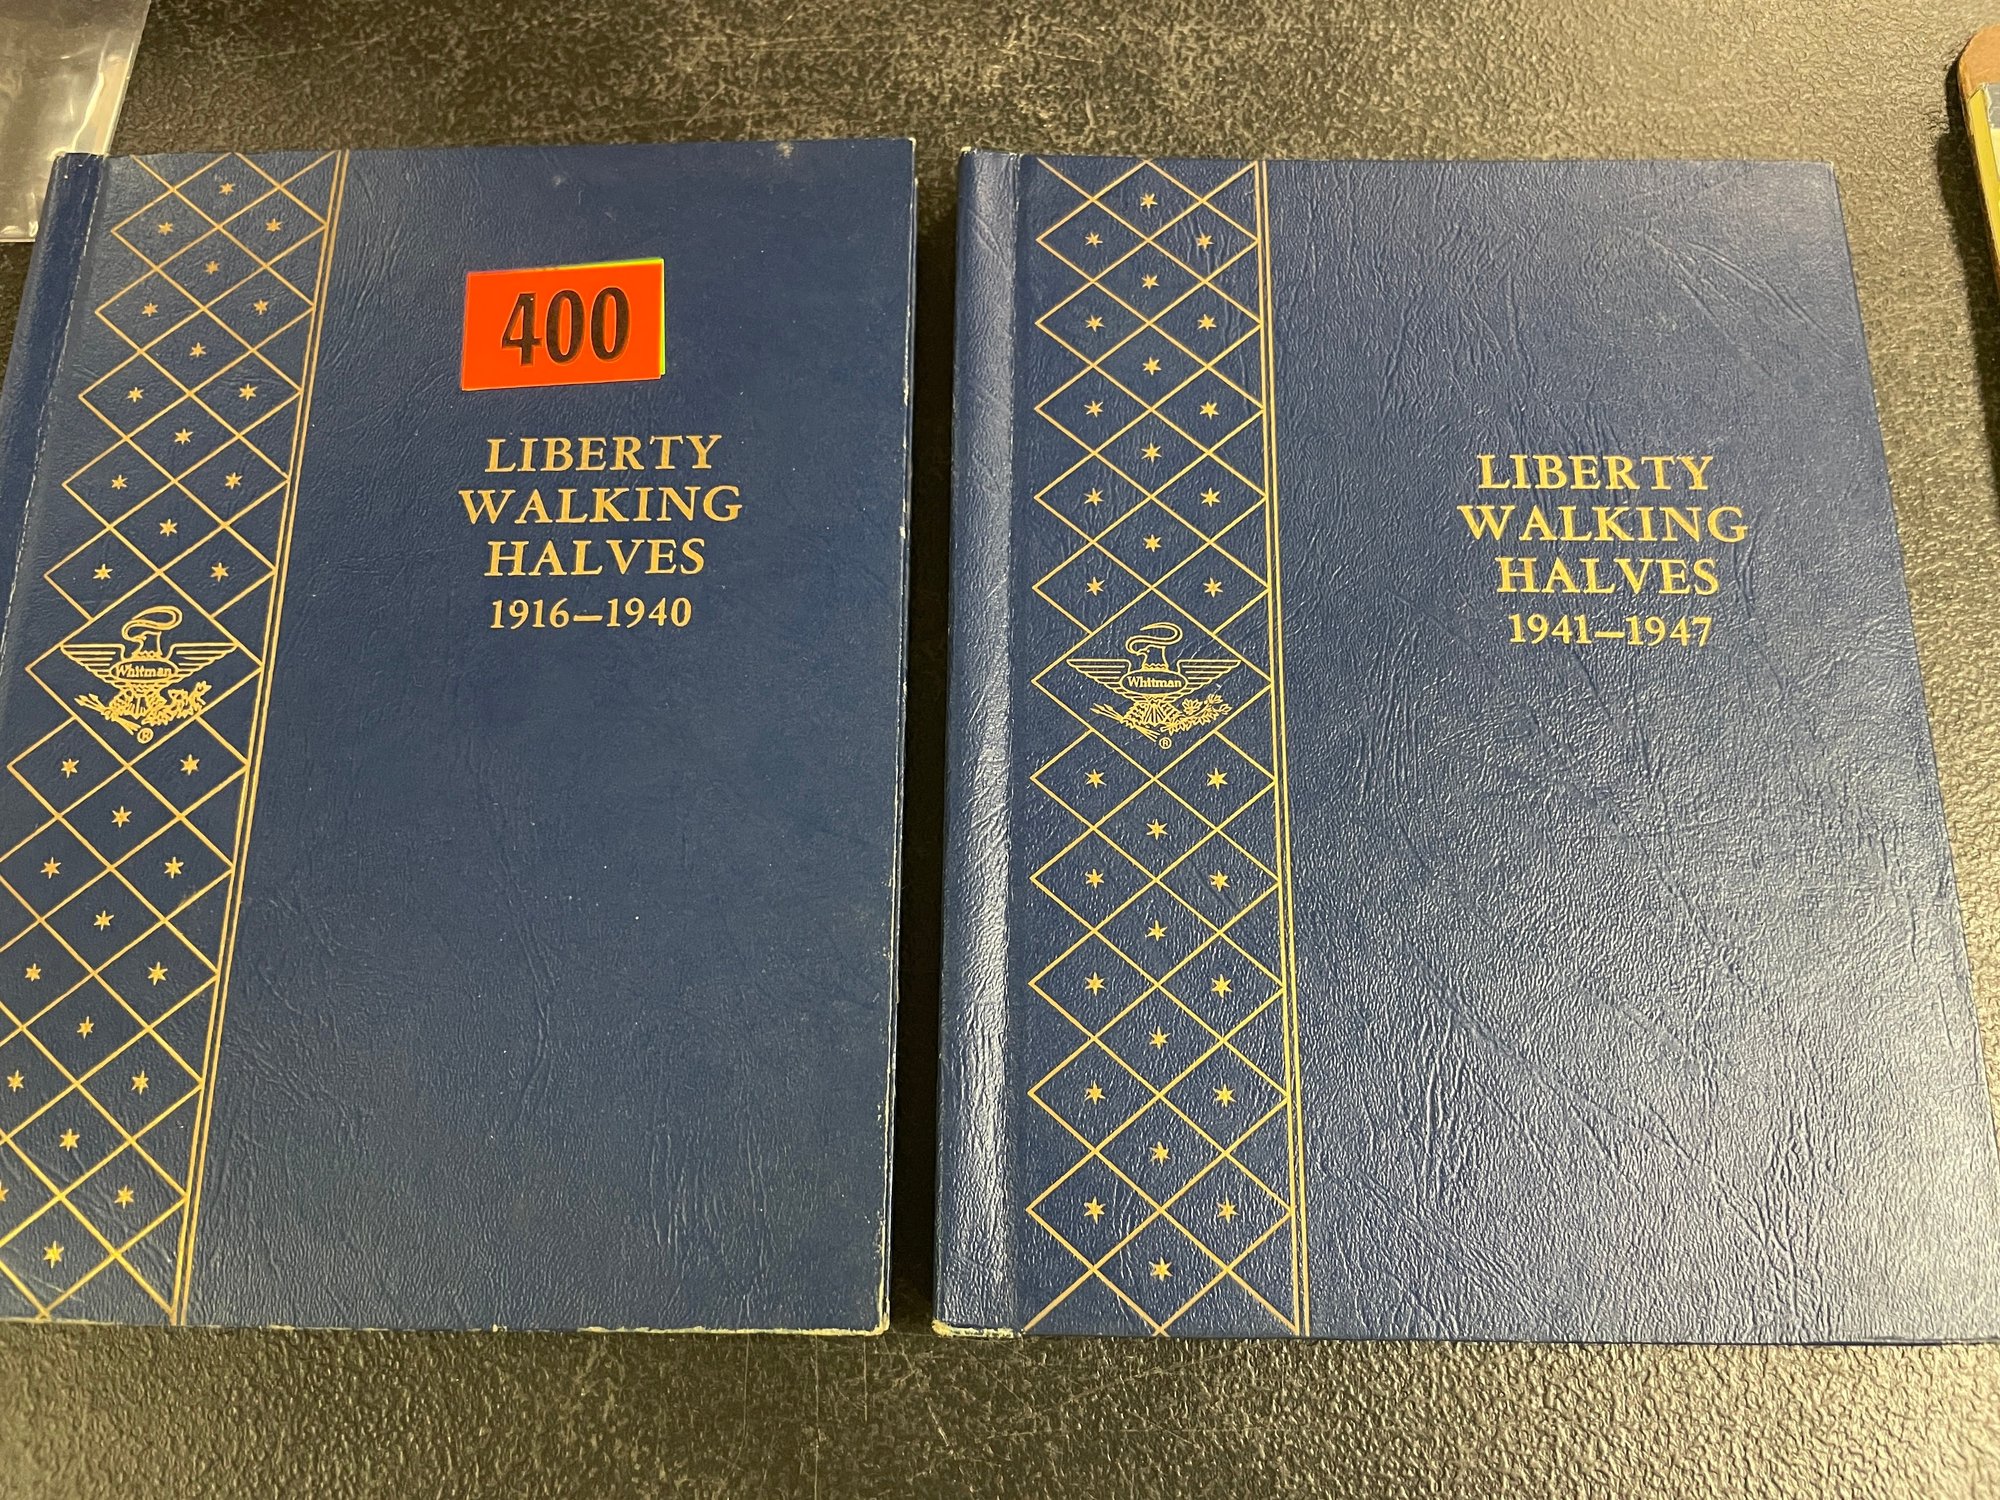 400
LIBERTY
WALKING
HALVES
1916–1940
Whitman
®
LIBERTY
WALKING
HALVES
1941–1947
Whitman
®